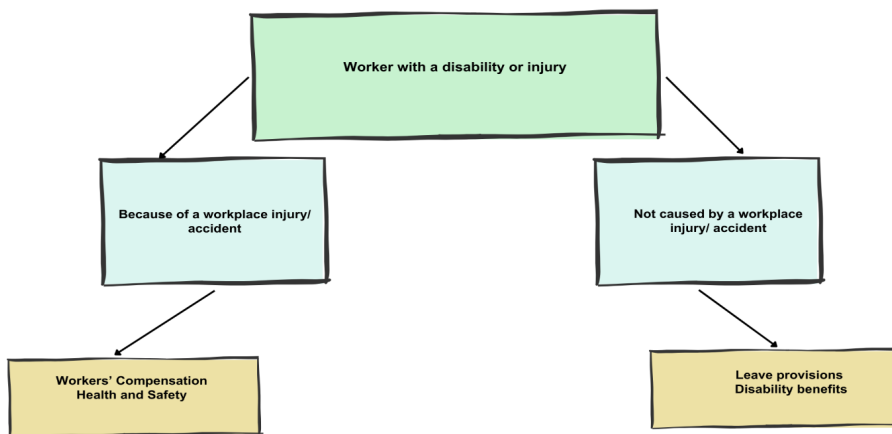 Worker with a disability or injury
Because of a workplace injury/
accident
Not caused by a workplace
injury/ accident
Workers’ Compensation
Health and Safety
Leave provisions
Disability benefits